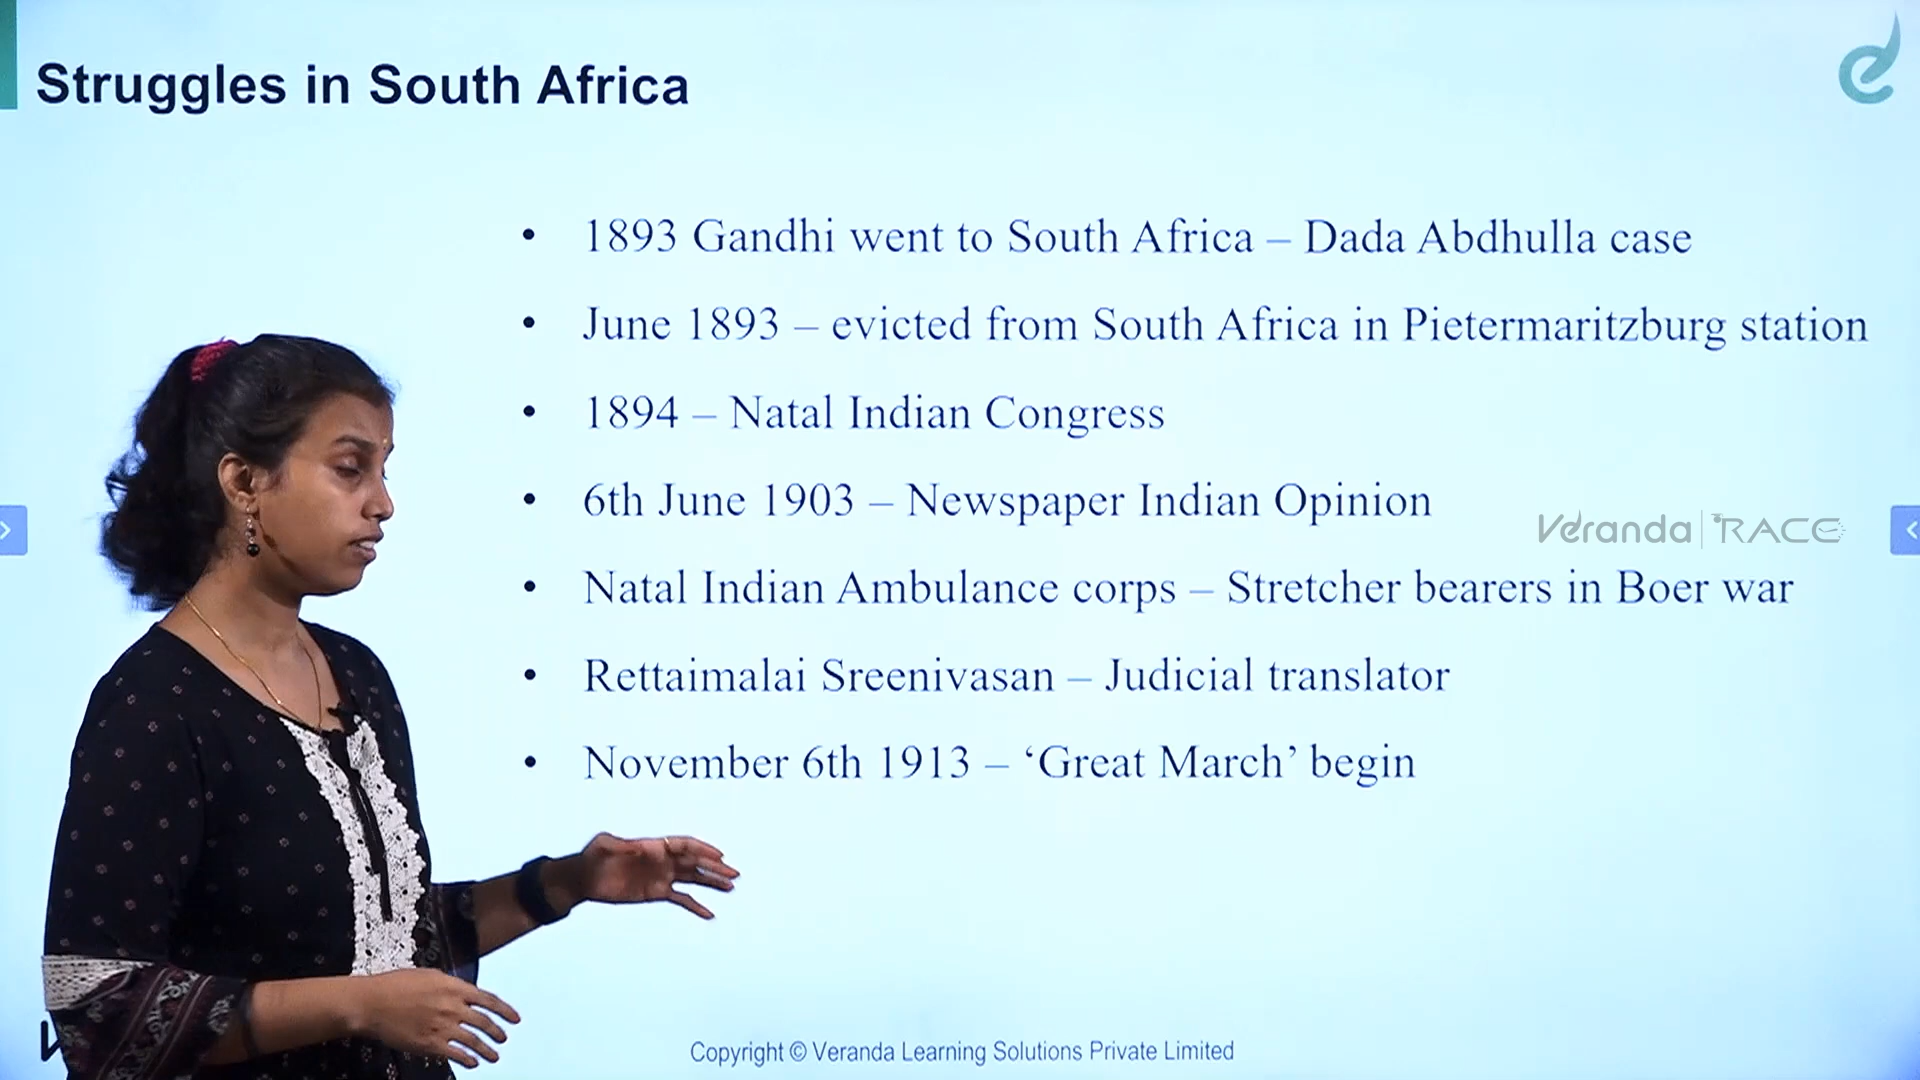 Struggles in South Africa
• 1893 Gandhi went to South Africa – Dada Abdhulla case
• June 1893 – evicted from South Africa in Pietermaritzburg station
• 1894 – Natal Indian Congress
• 6th June 1903 – Newspaper Indian Opinion
Veranda RACE
• Natal Indian Ambulance corps – Stretcher bearers in Boer war
• Rettaimalai Sreenivasan – Judicial translator
• November 6th 1913 – ‘Great March’ begin
Copyright © Veranda Learning Solutions Private Limited